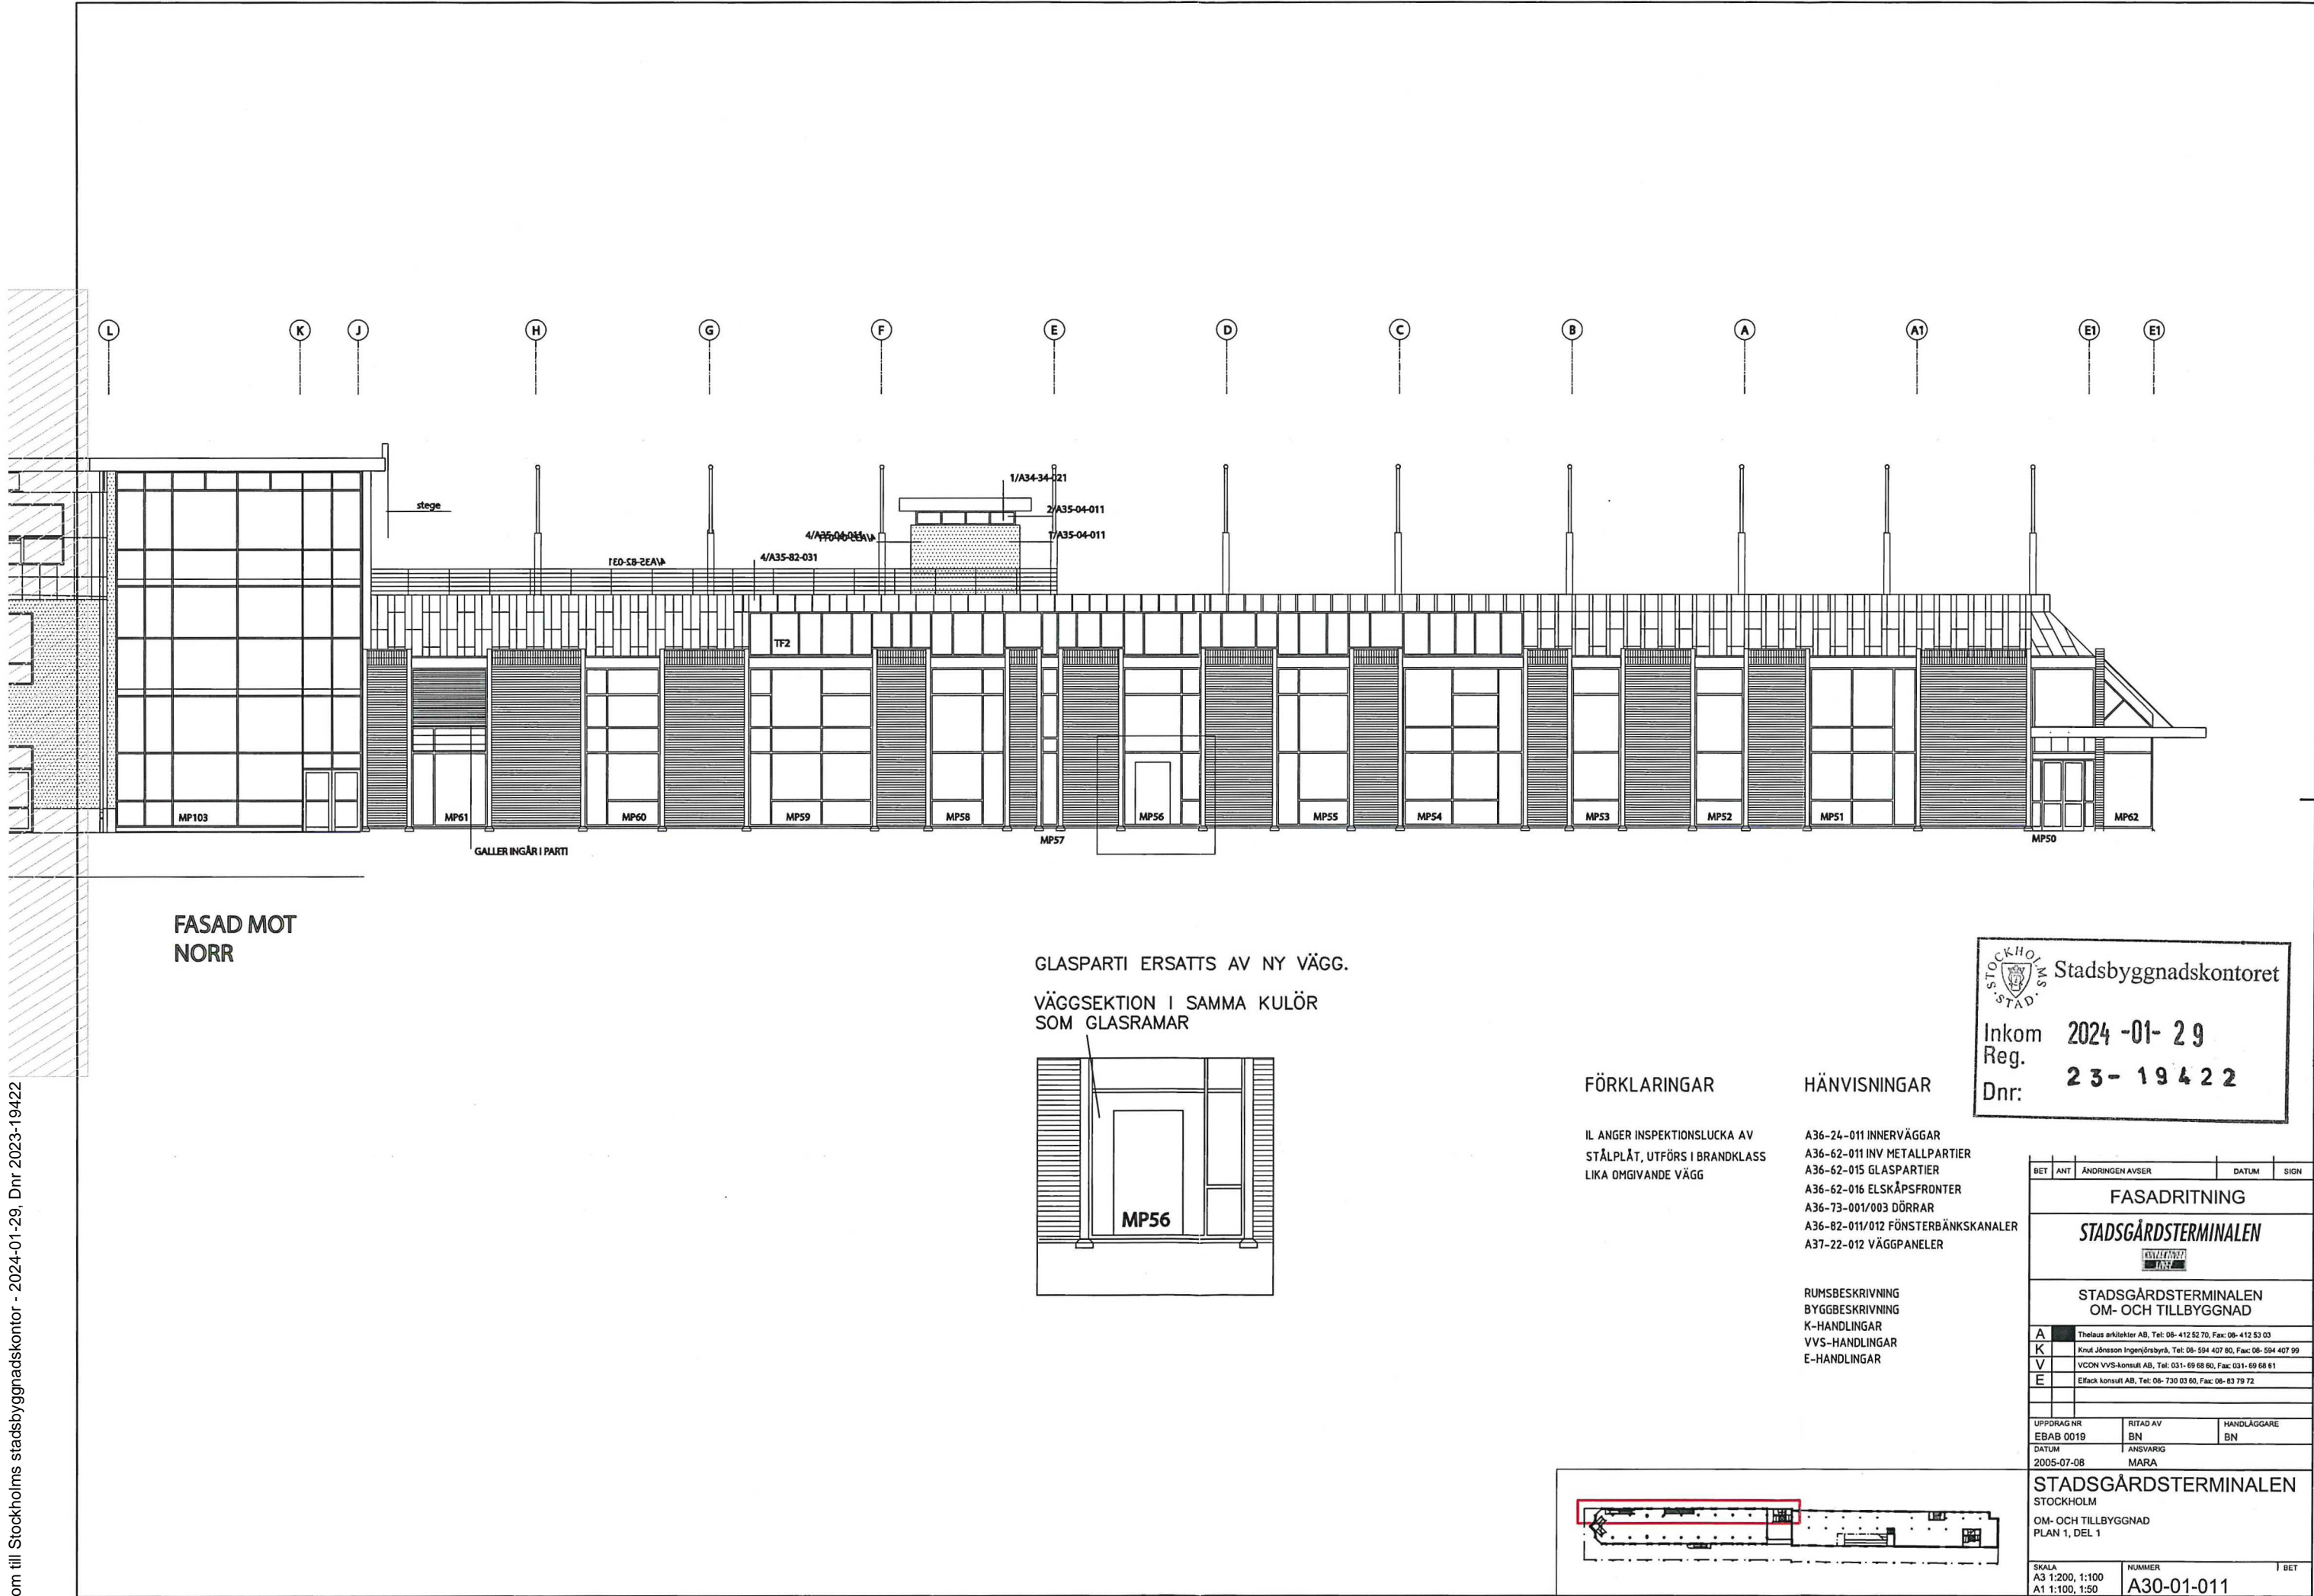 L
K
J
H
G
F
E
D
C
B
A
A1
E1
E1
1/A34-34-021
stege
2/A35-04-011
4/A35-04-011
1/A35-04-011
4/A35-82-031
4/A35-82-031
TF2
MP103
MP61
MP60
MP59
MP58
MP56
MP55
MP54
MP53
MP52
MP51
MP62
MP57
MP50
GALLER INGÅR I PARTI
FASAD MOT
NORR
GLASPARTI ERSATTS AV NY VÄGG.
VÄGGSEKTION I SAMMA KULÖR
SOM GLASRAMAR
MP56
STOCKHOLMS STAD
Stadsbyggnadskontoret
Inkom 2024-01-29
Reg.
Dnr: 23-19422
FÖRKLARINGAR
IL ANGER INSPEKTIONSLUCKA AV
STÅLPLÅT, UTFÖRS I BRANDKLASS
LIKA OMGIVANDE VÄGG
HÄNVISNINGAR
A36-24-011 INNERVÄGGAR
A36-62-011 INV METALLPARTIER
A36-62-015 GLASPARTIER
A36-62-016 ELSKÅPSFRONTER
A36-73-001/003 DÖRRAR
A36-82-011/012 FÖNSTERBÄNKSKANALER
A37-22-012 VÄGGPANELER
RUMSBESKRIVNING
BYGGBESKRIVNING
K-HANDLINGAR
VVS-HANDLINGAR
E-HANDLINGAR
BET ANT ÄNDRINGEN AVSER DATUM SIGN
FASADRITNING
STADSGÅRDSTERMINALEN
STADSGÅRDSTERMINALEN
OM- OCH TILLBYGGNAD
A Thelaus arkitekter AB, Tel: 08- 412 52 70, Fax: 08- 412 53 03
K Knut Jönsson Ingenjörsbyrå, Tel: 08- 594 407 80, Fax: 08- 594 407 99
V VCON VVS-konsult AB, Tel: 031- 69 68 60, Fax: 031- 69 68 61
E Elfack konsult AB, Tel: 08- 730 03 60, Fax: 08- 83 79 72
UPPDRAG NR RITAD AV HANDLÄGGARE
EBAB 0019 BN BN
DATUM ANSVARIG
2005-07-08 MARA
STADSGÅRDSTERMINALEN
STOCKHOLM
OM- OCH TILLBYGGNAD
PLAN 1, DEL 1
SKALA NUMMER BET
A3 1:200, 1:100
A1 1:100, 1:50 A30-01-011
om till Stockholms stadsbyggnadskontor - 2024-01-29, Dnr 2023-19422